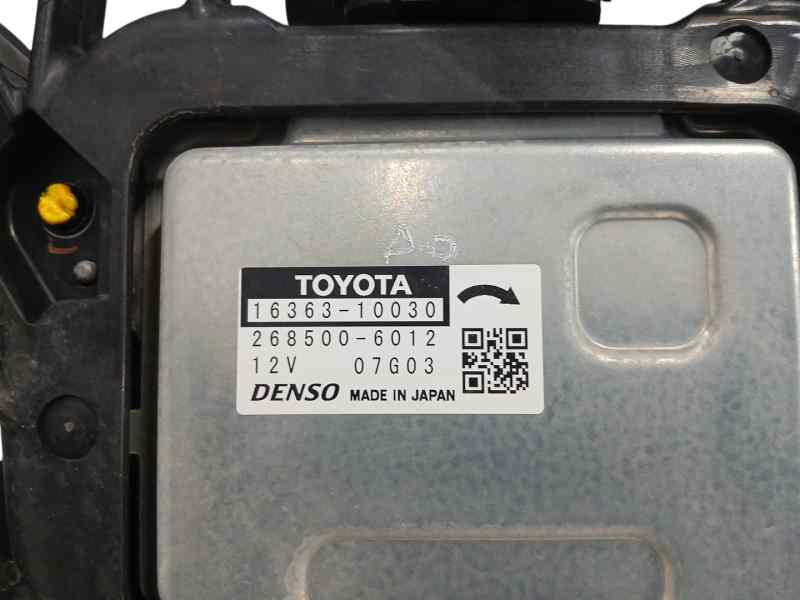 TOYOTA
16363-10030
268500-6012
12V 07G03
DENSO MADE IN JAPAN